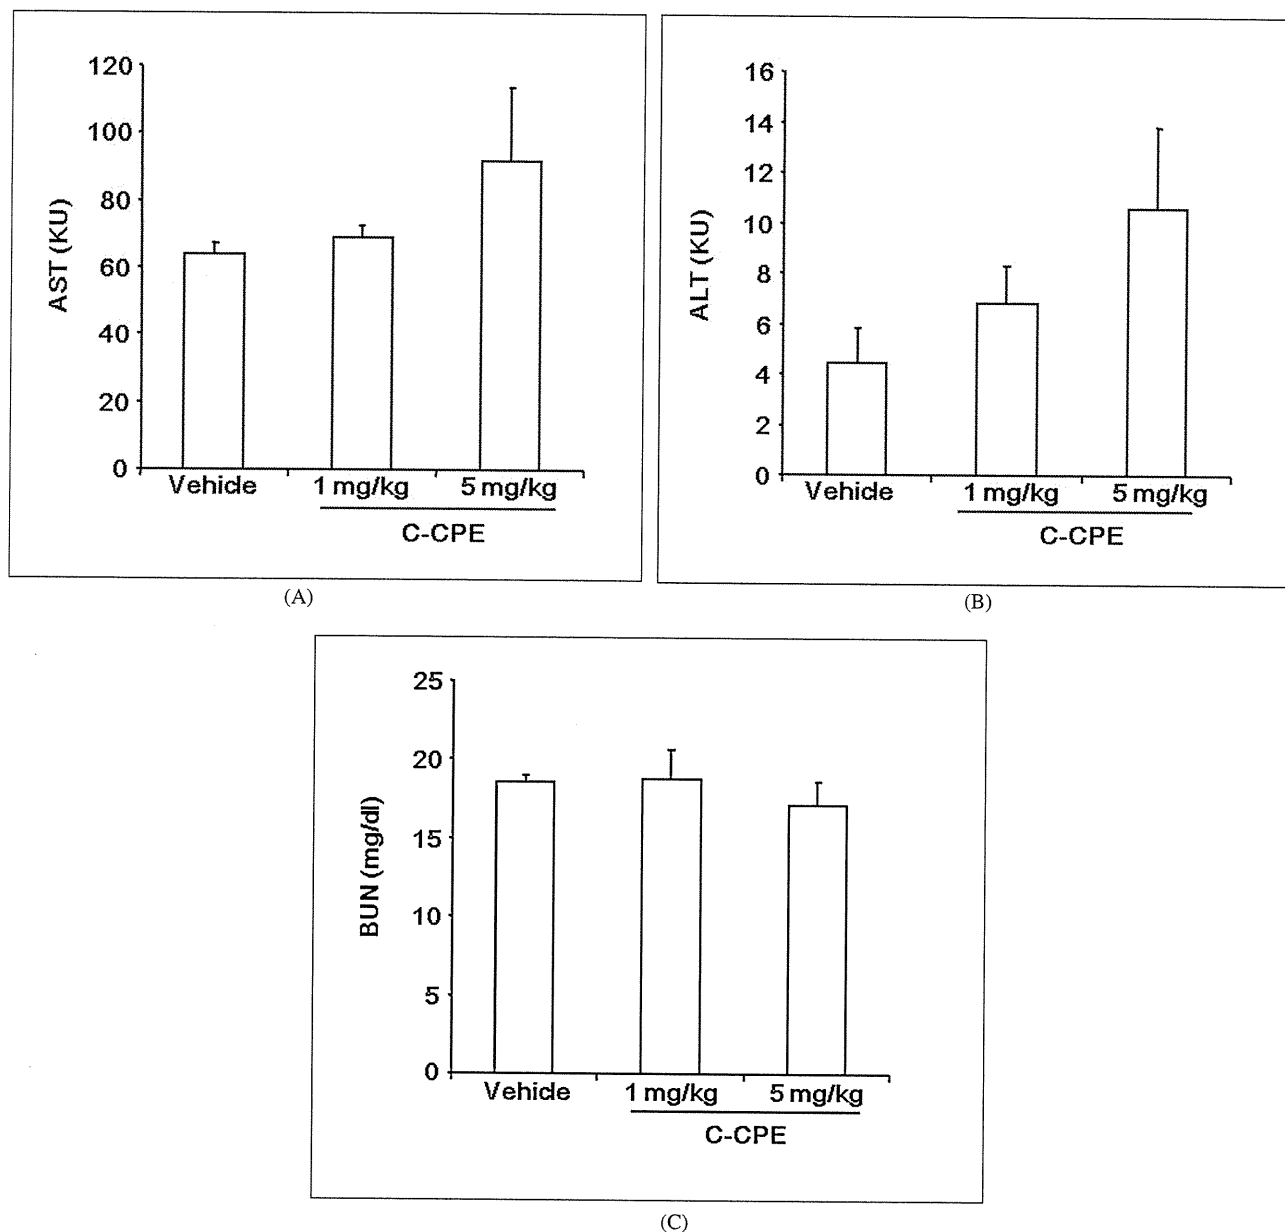 120
100
80
60
40
20
0
AST (KU)
Vehicle
1 mg/kg
5 mg/kg
C-CPE
(A)
16
14
12
10
8
6
4
2
0
ALT (KU)
Vehicle
1 mg/kg
5 mg/kg
C-CPE
(B)
25
20
15
10
5
0
BUN (mg/dl)
Vehicle
1 mg/kg
5 mg/kg
C-CPE
(C)